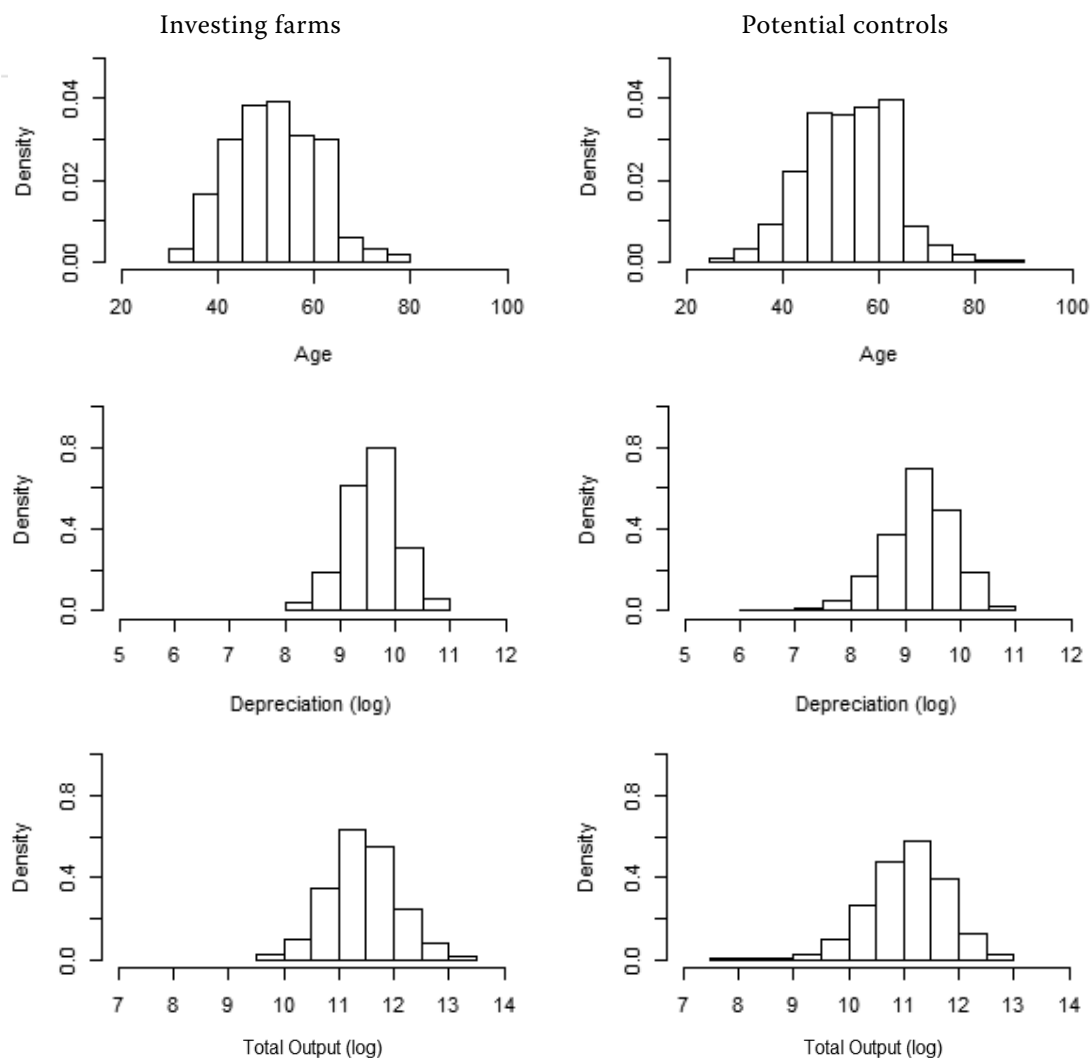 Investing farms
Potential controls
Density
0.00 0.02 0.04
20 40 60 80 100
Age
Density
0.00 0.02 0.04
20 40 60 80 100
Age
Density
0.0 0.4 0.8
5 6 7 8 9 10 11 12
Depreciation (log)
Density
0.0 0.4 0.8
5 6 7 8 9 10 11 12
Depreciation (log)
Density
0.0 0.4 0.8
7 8 9 10 11 12 13 14
Total Output (log)
Density
0.0 0.4 0.8
7 8 9 10 11 12 13 14
Total Output (log)